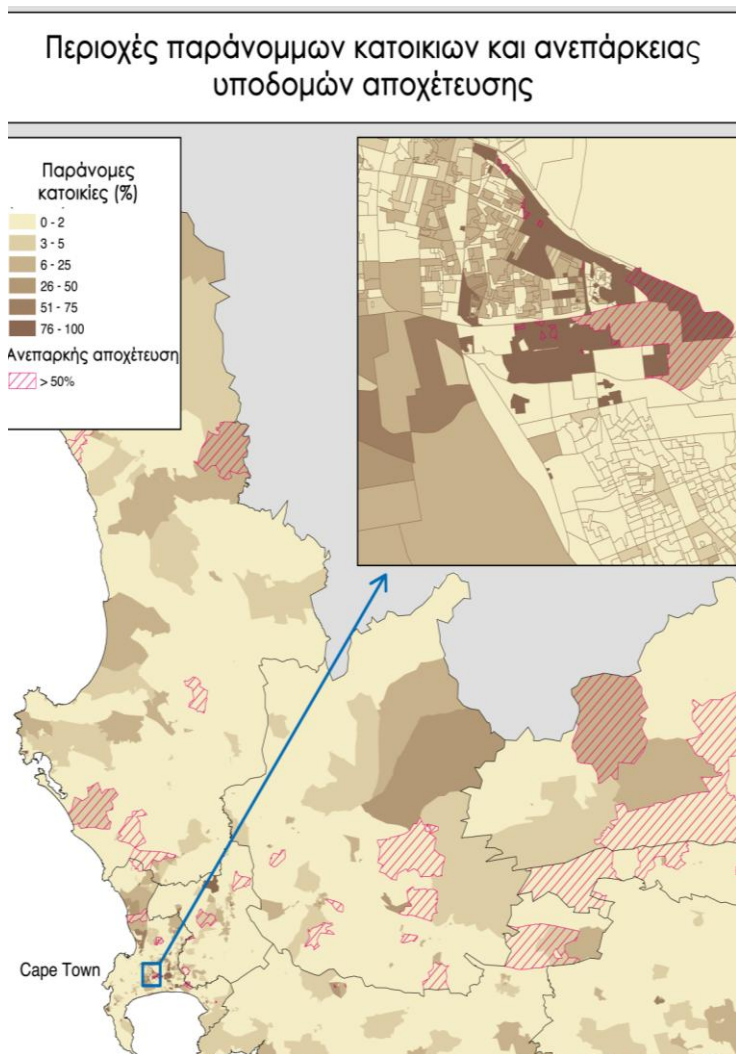 Περιοχές παράνομμων κατοικιων και ανεπάρκειας
υποδομών αποχέτευσης
Παράνομες
κατοικίες (%)
0 - 2
3 - 5
6 - 25
26 - 50
51 - 75
76 - 100
Ανεπαρκής αποχέτευση
> 50%
Cape Town